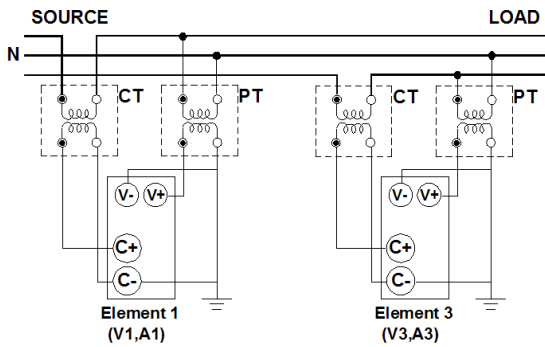 SOURCE LOAD
N
CT PT CT PT
V- V+ V- V+
C+ C+
C- C-
Element 1 Element 3
(V1,A1) (V3,A3)